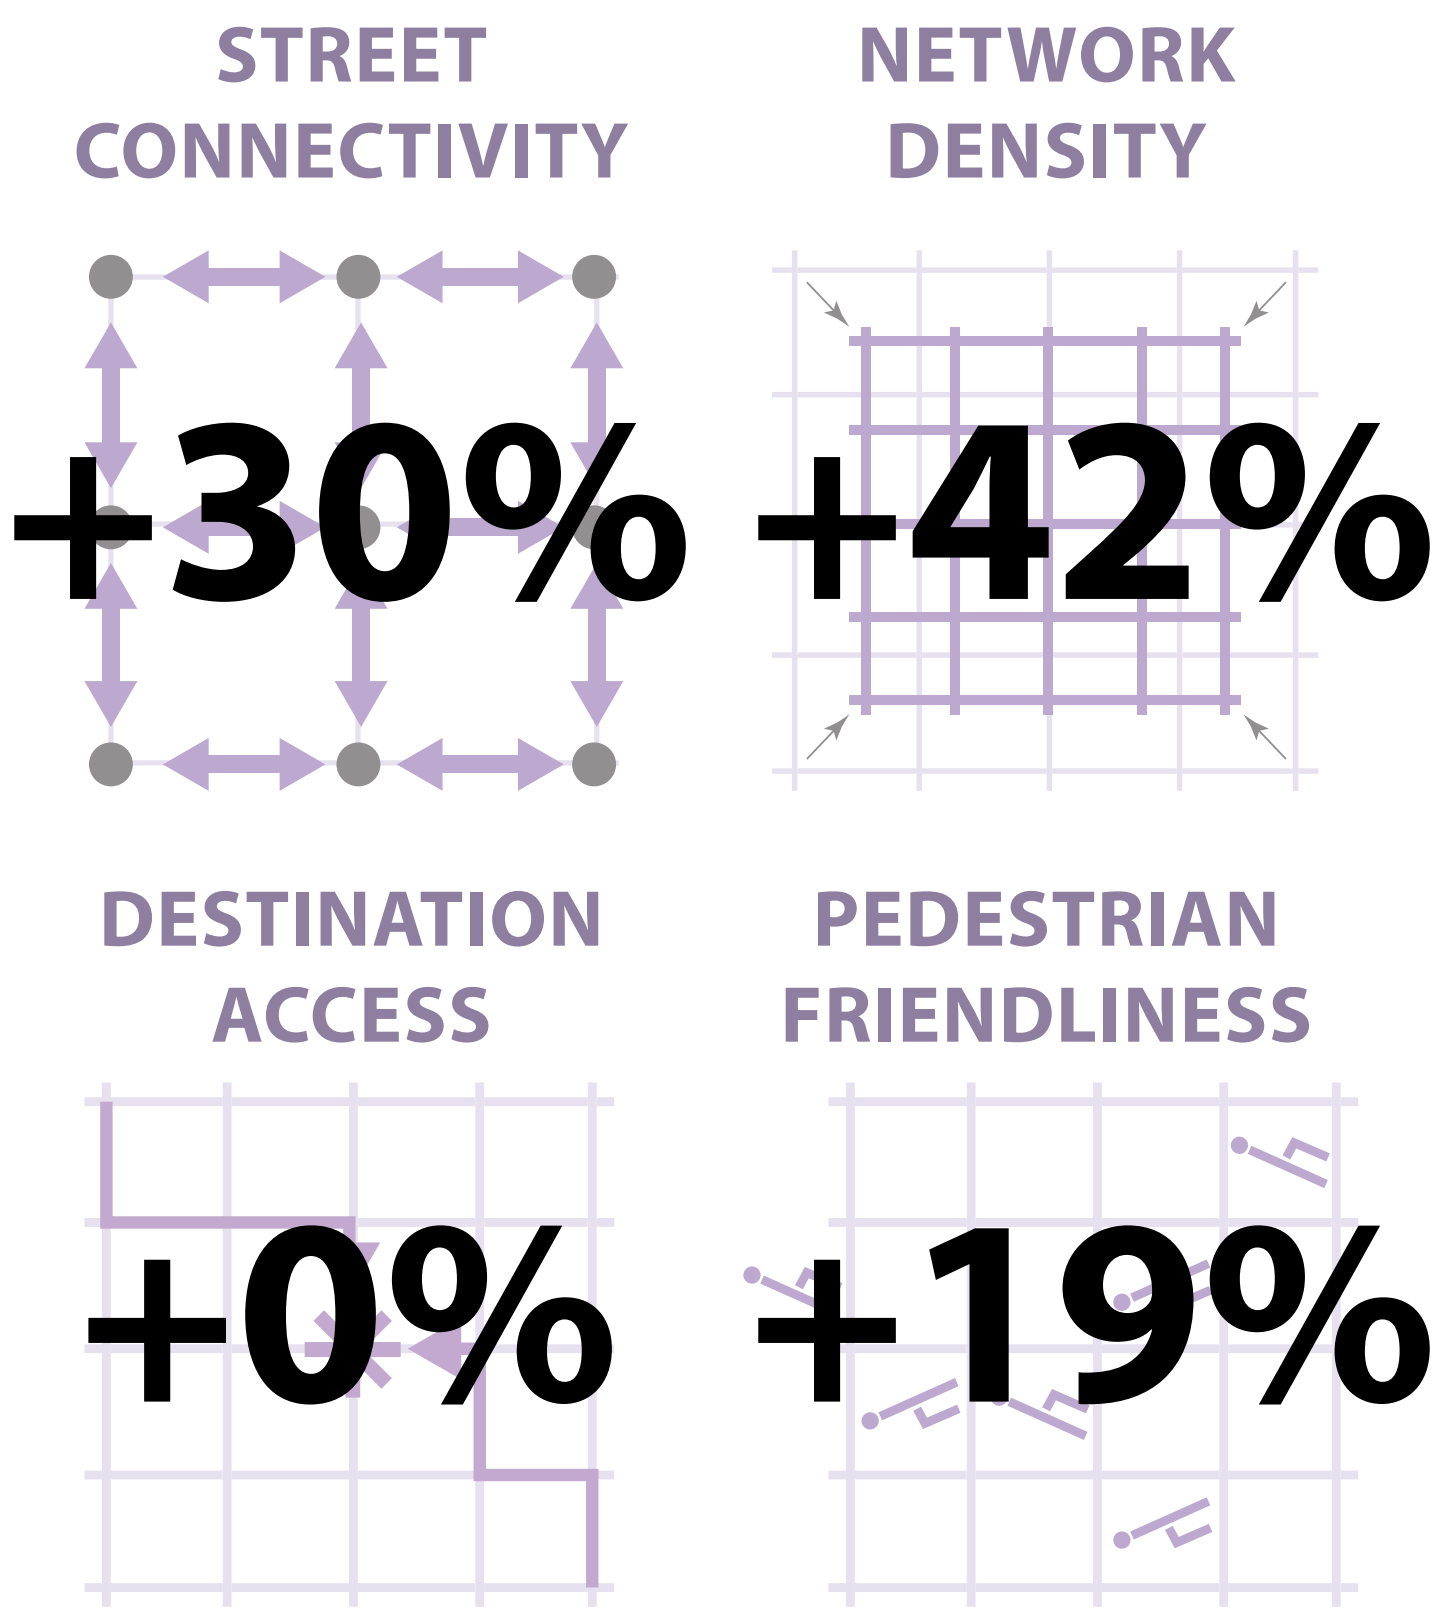 STREET
CONNECTIVITY
+30%
NETWORK
DENSITY
+42%
DESTINATION
ACCESS
+0%
PEDESTRIAN
FRIENDLINESS
+19%